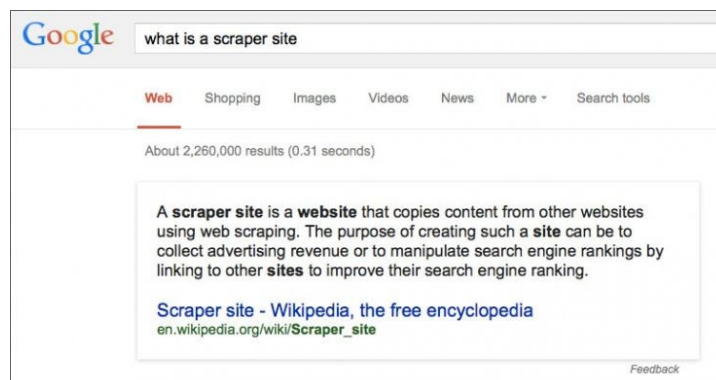 Google
what is a scraper site
Web Shopping Images Videos News More Search tools
About 2,260,000 results (0.31 seconds)
A scraper site is a website that copies content from other websites
using web scraping. The purpose of creating such a site can be to
collect advertising revenue or to manipulate search engine rankings by
linking to other sites to improve their search engine ranking.
Scraper site - Wikipedia, the free encyclopedia
en.wikipedia.org/wiki/Scraper_site
Feedback